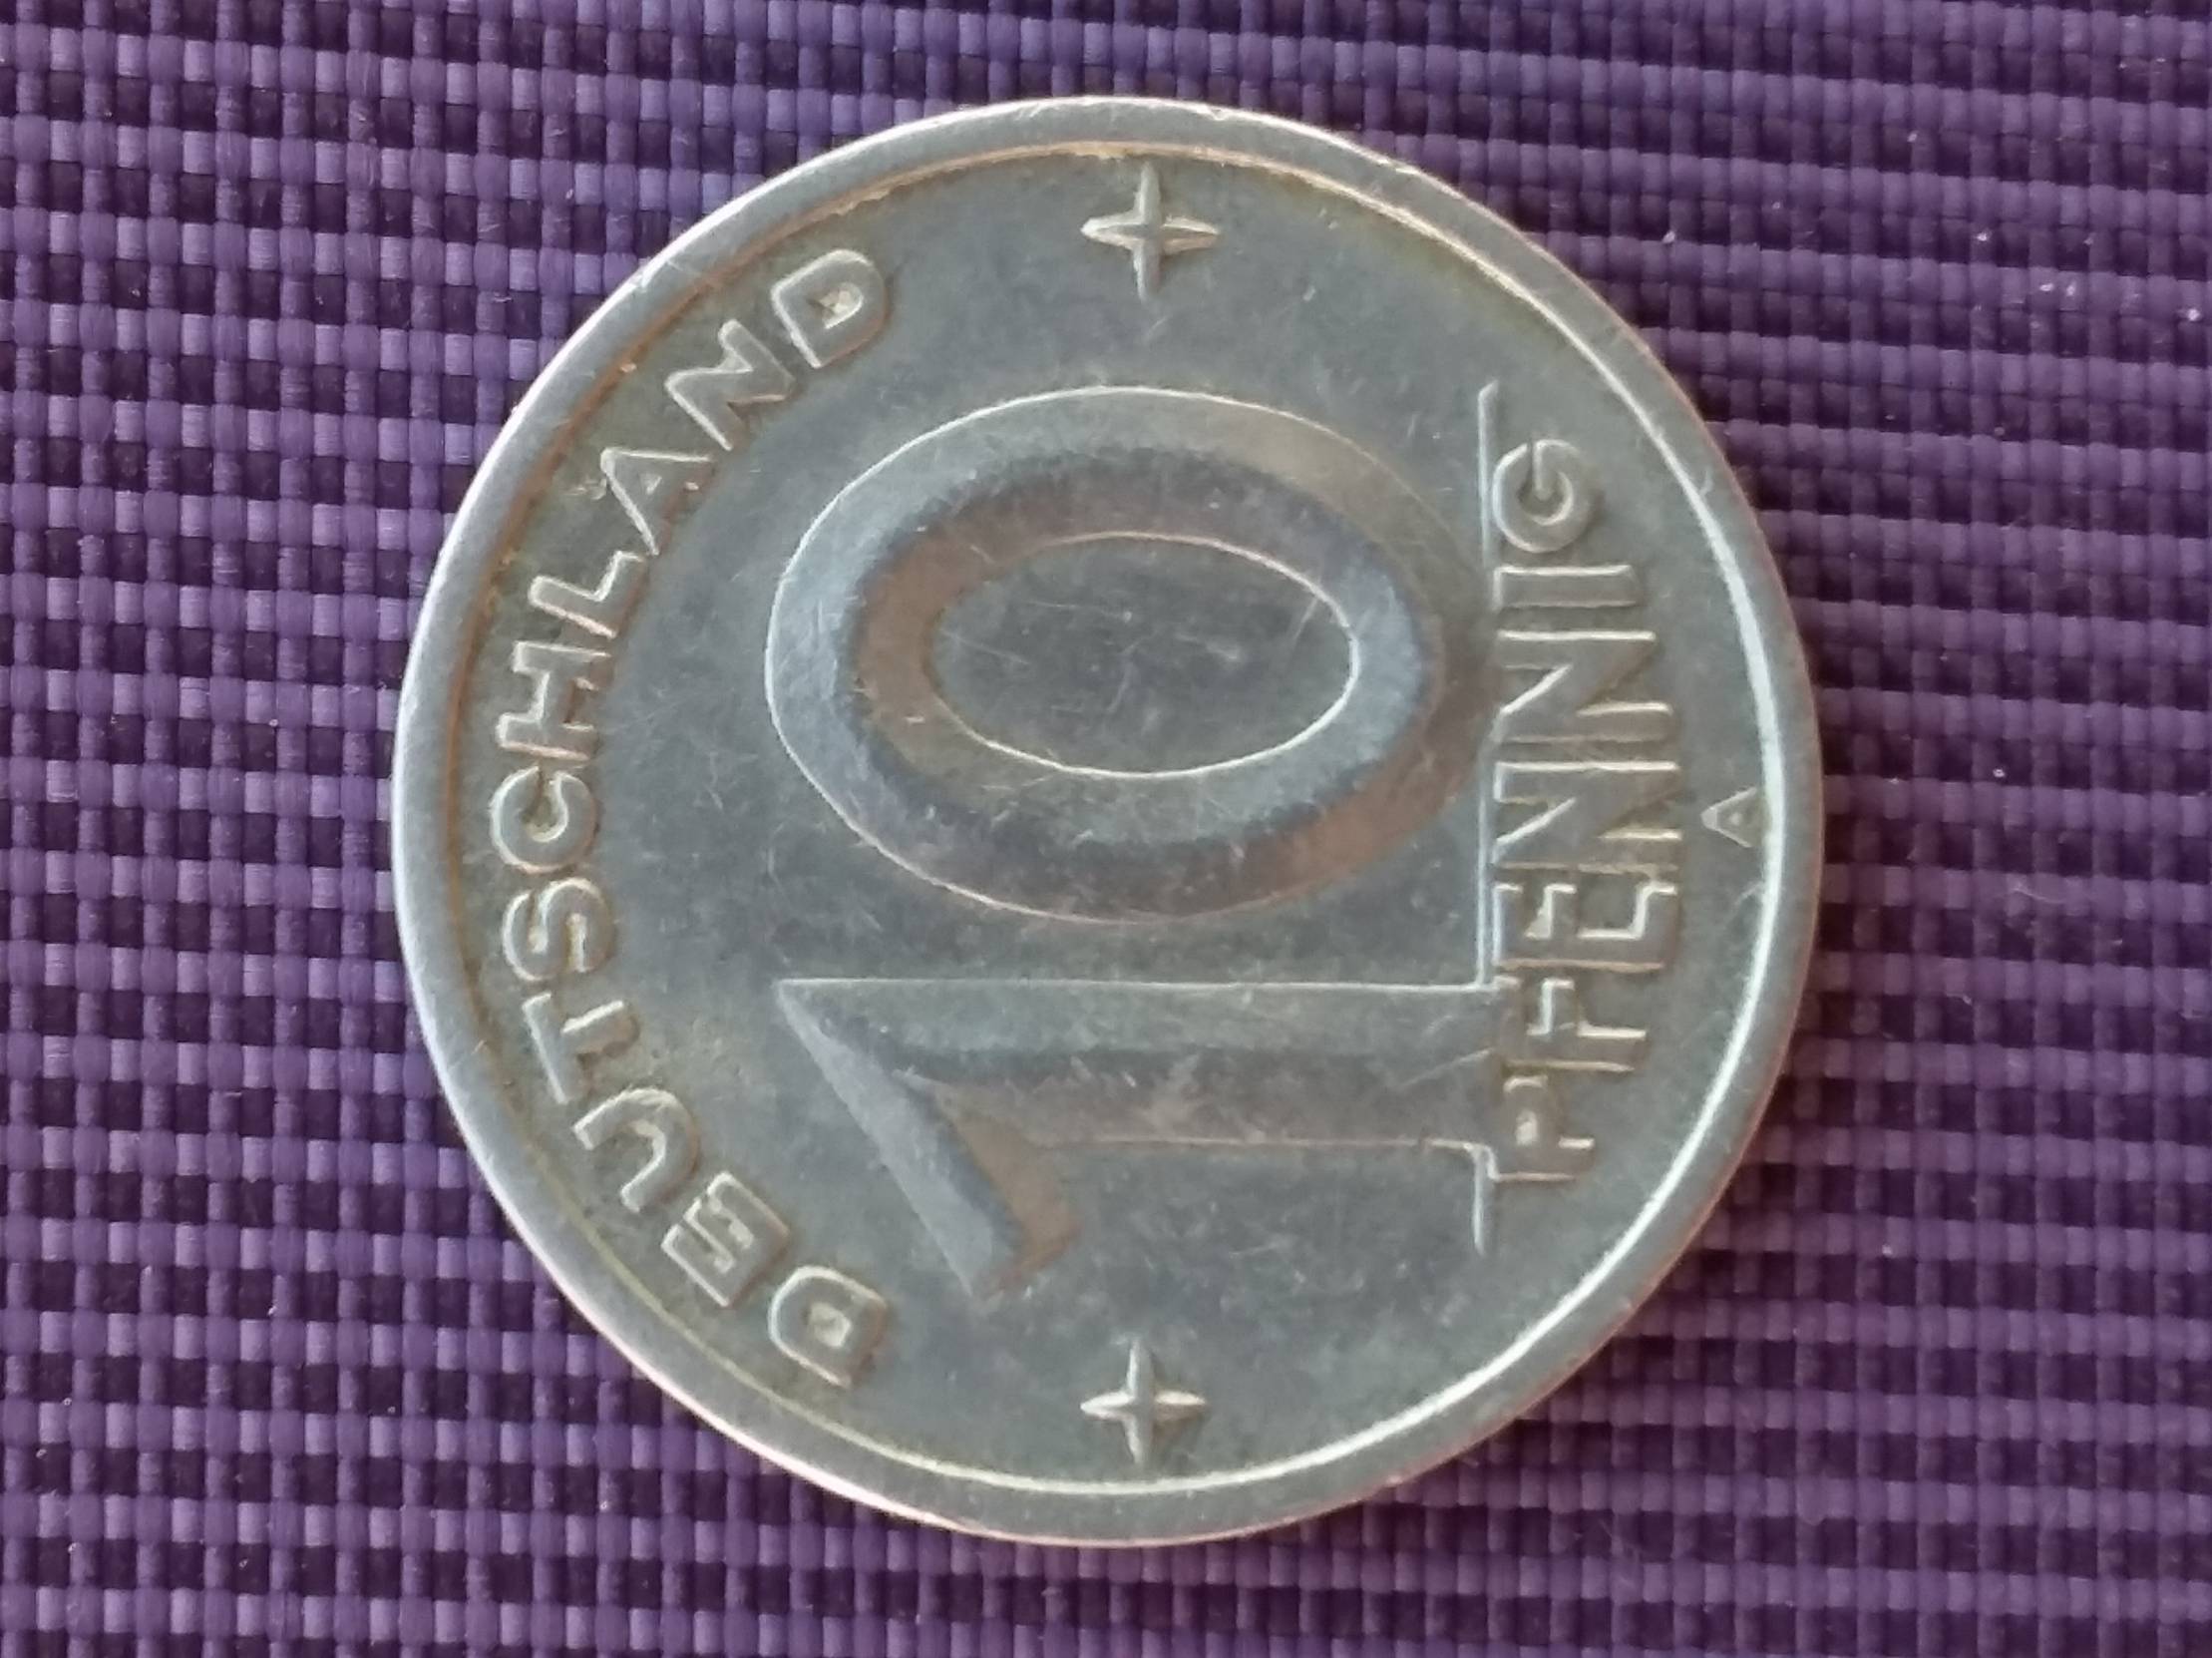 DEUTSCHLAND
10
PFENNIG
A